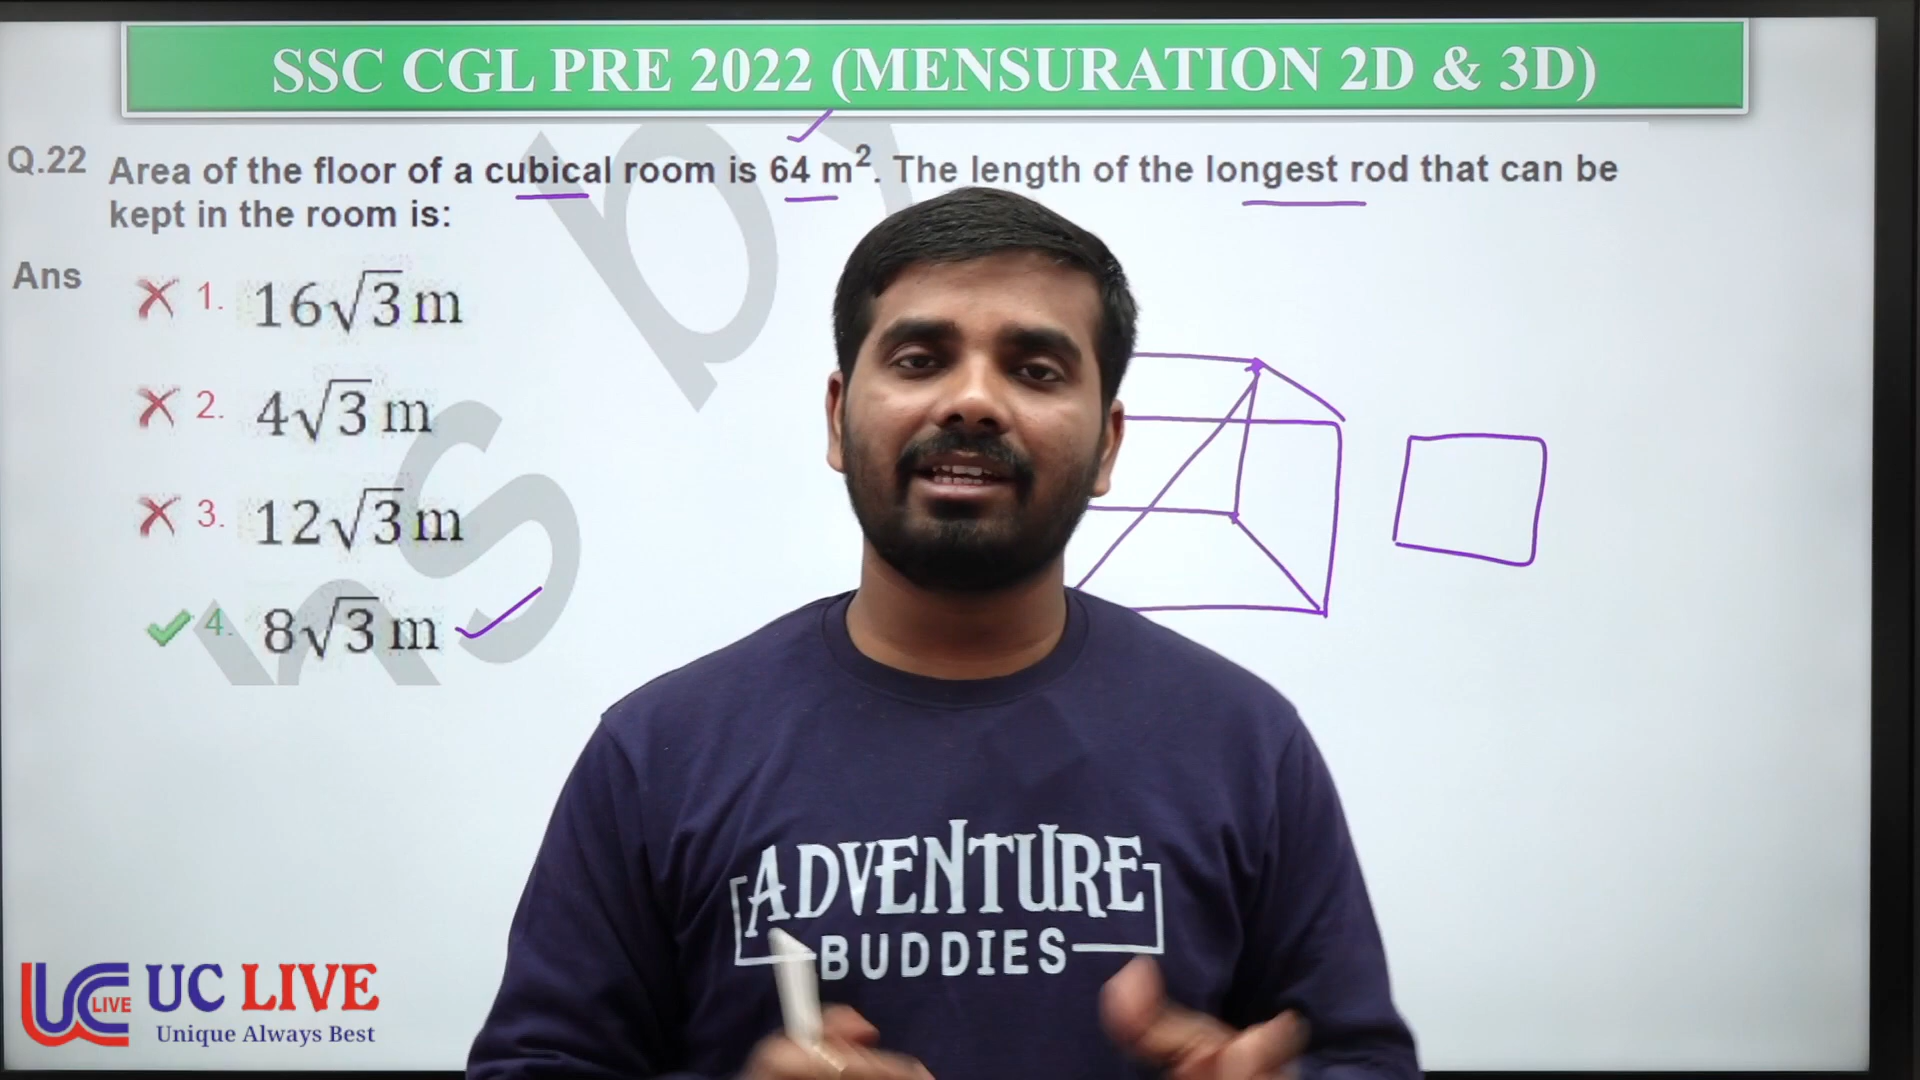 SSC CGL PRE 2022 (MENSURATION 2D & 3D)
Q.22 Area of the floor of a cubical room is 64 m². The length of the longest rod that can be
kept in the room is:
Ans
1. 16√3 m
2. 4√3 m
3. 12√3 m
4. 8√3 m
ADVENTURE
BUDDIES
UC LIVE UC LIVE
Unique Always Best